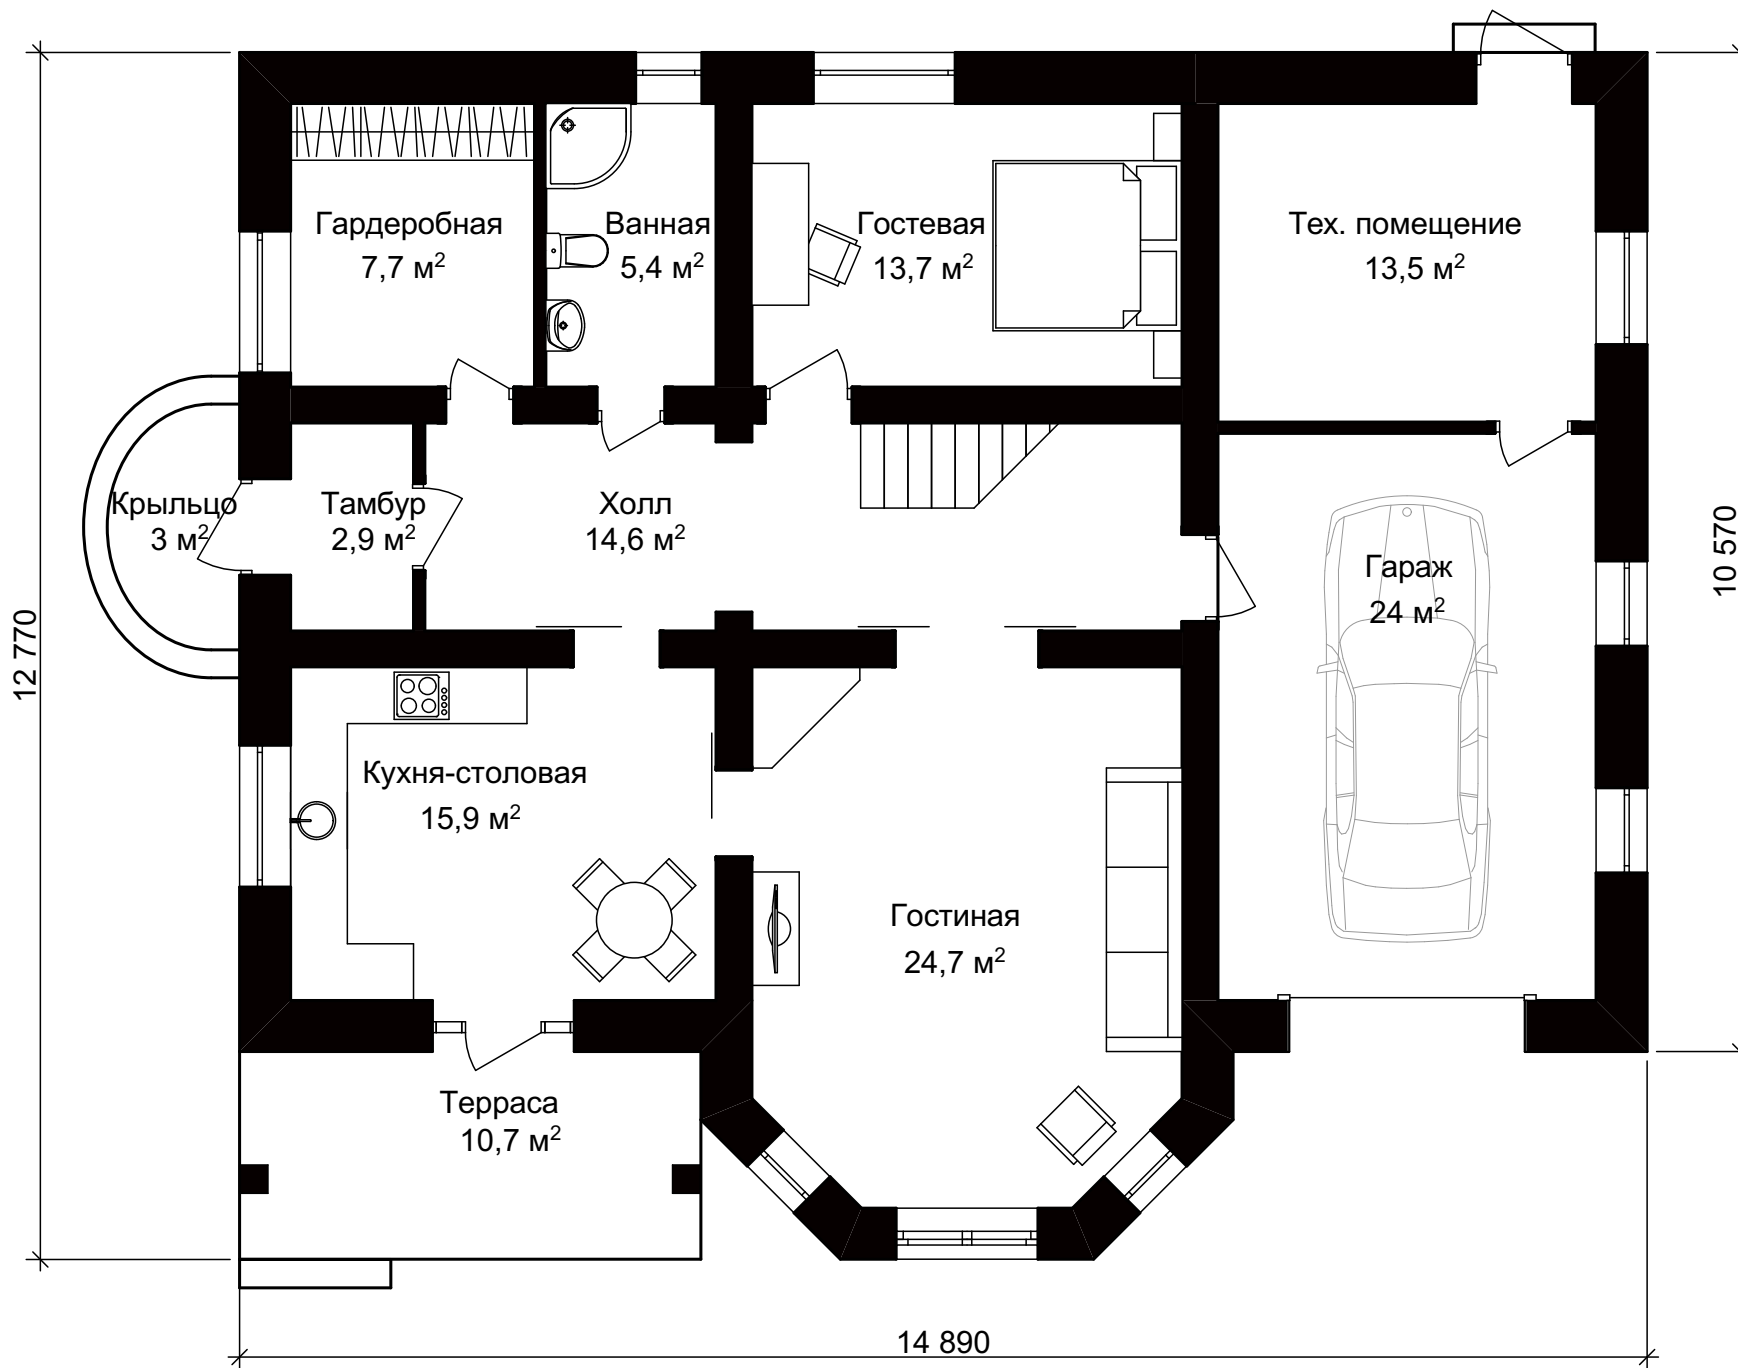 Гардеробная
7,7 м²
Ванная
5,4 м²
Гостевая
13,7 м²
Тех. помещение
13,5 м²
Крыльцо
3 м²
Тамбур
2,9 м²
Холл
14,6 м²
Гараж
24 м²
10 570
12 770
Кухня-столовая
15,9 м²
Гостиная
24,7 м²
Терраса
10,7 м²
14 890